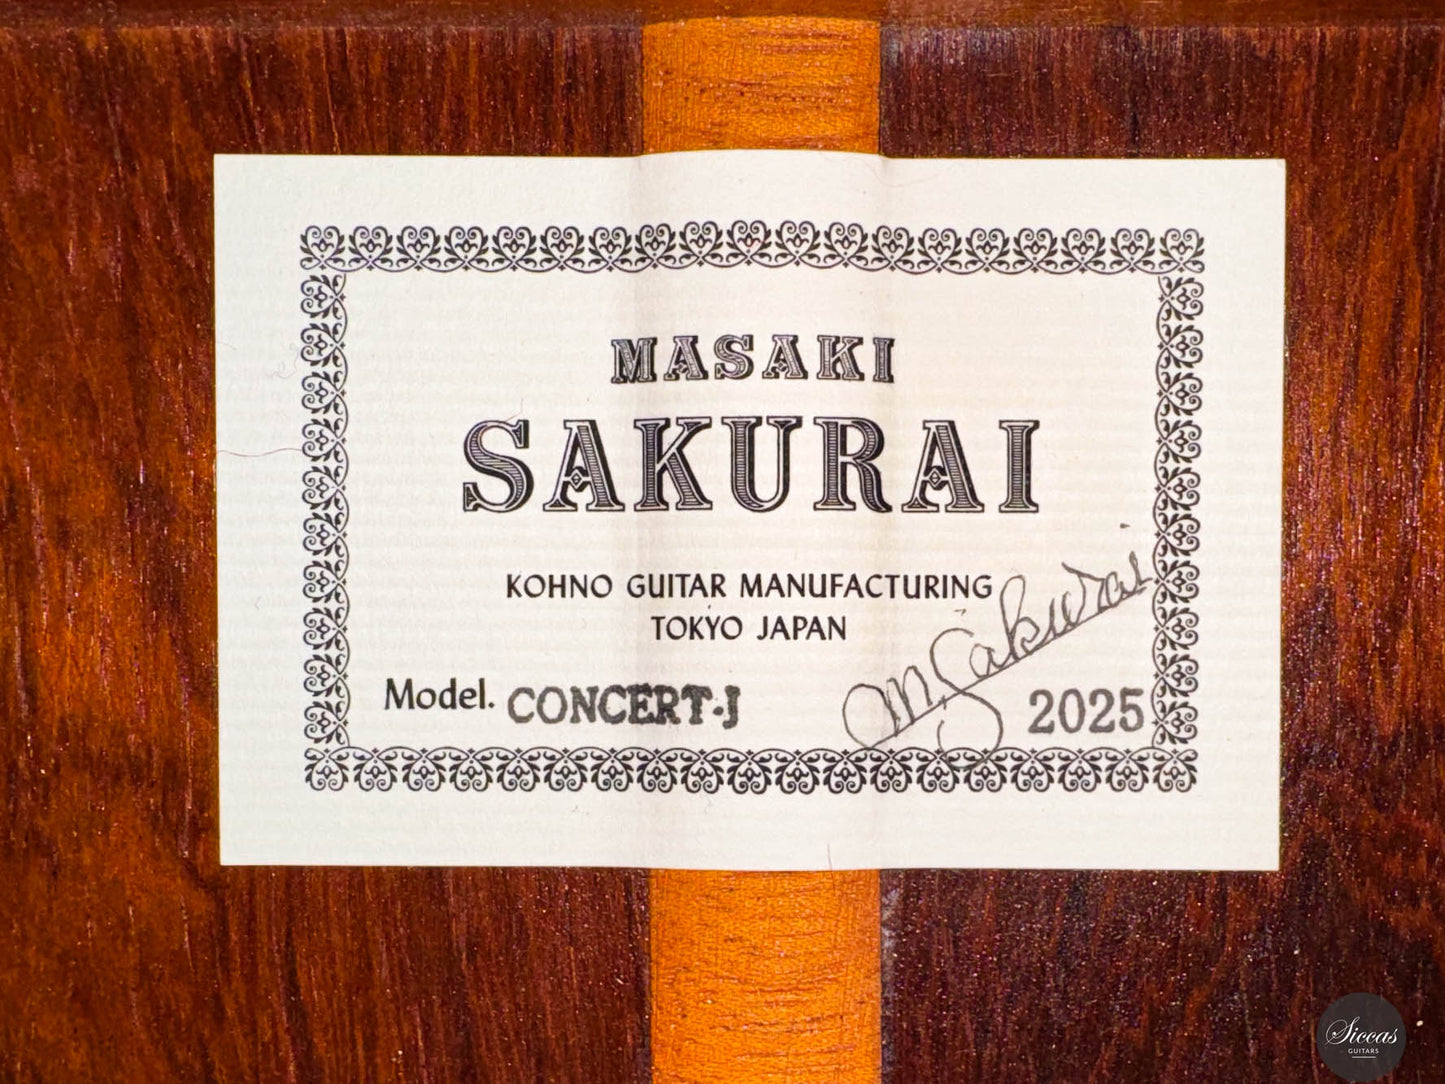 MASAKI
SAKURAI
KOHNO GUITAR MANUFACTURING
TOKYO JAPAN
Model. CONCERT-J
M. Sakurai
2025
Siccas
GUITARS